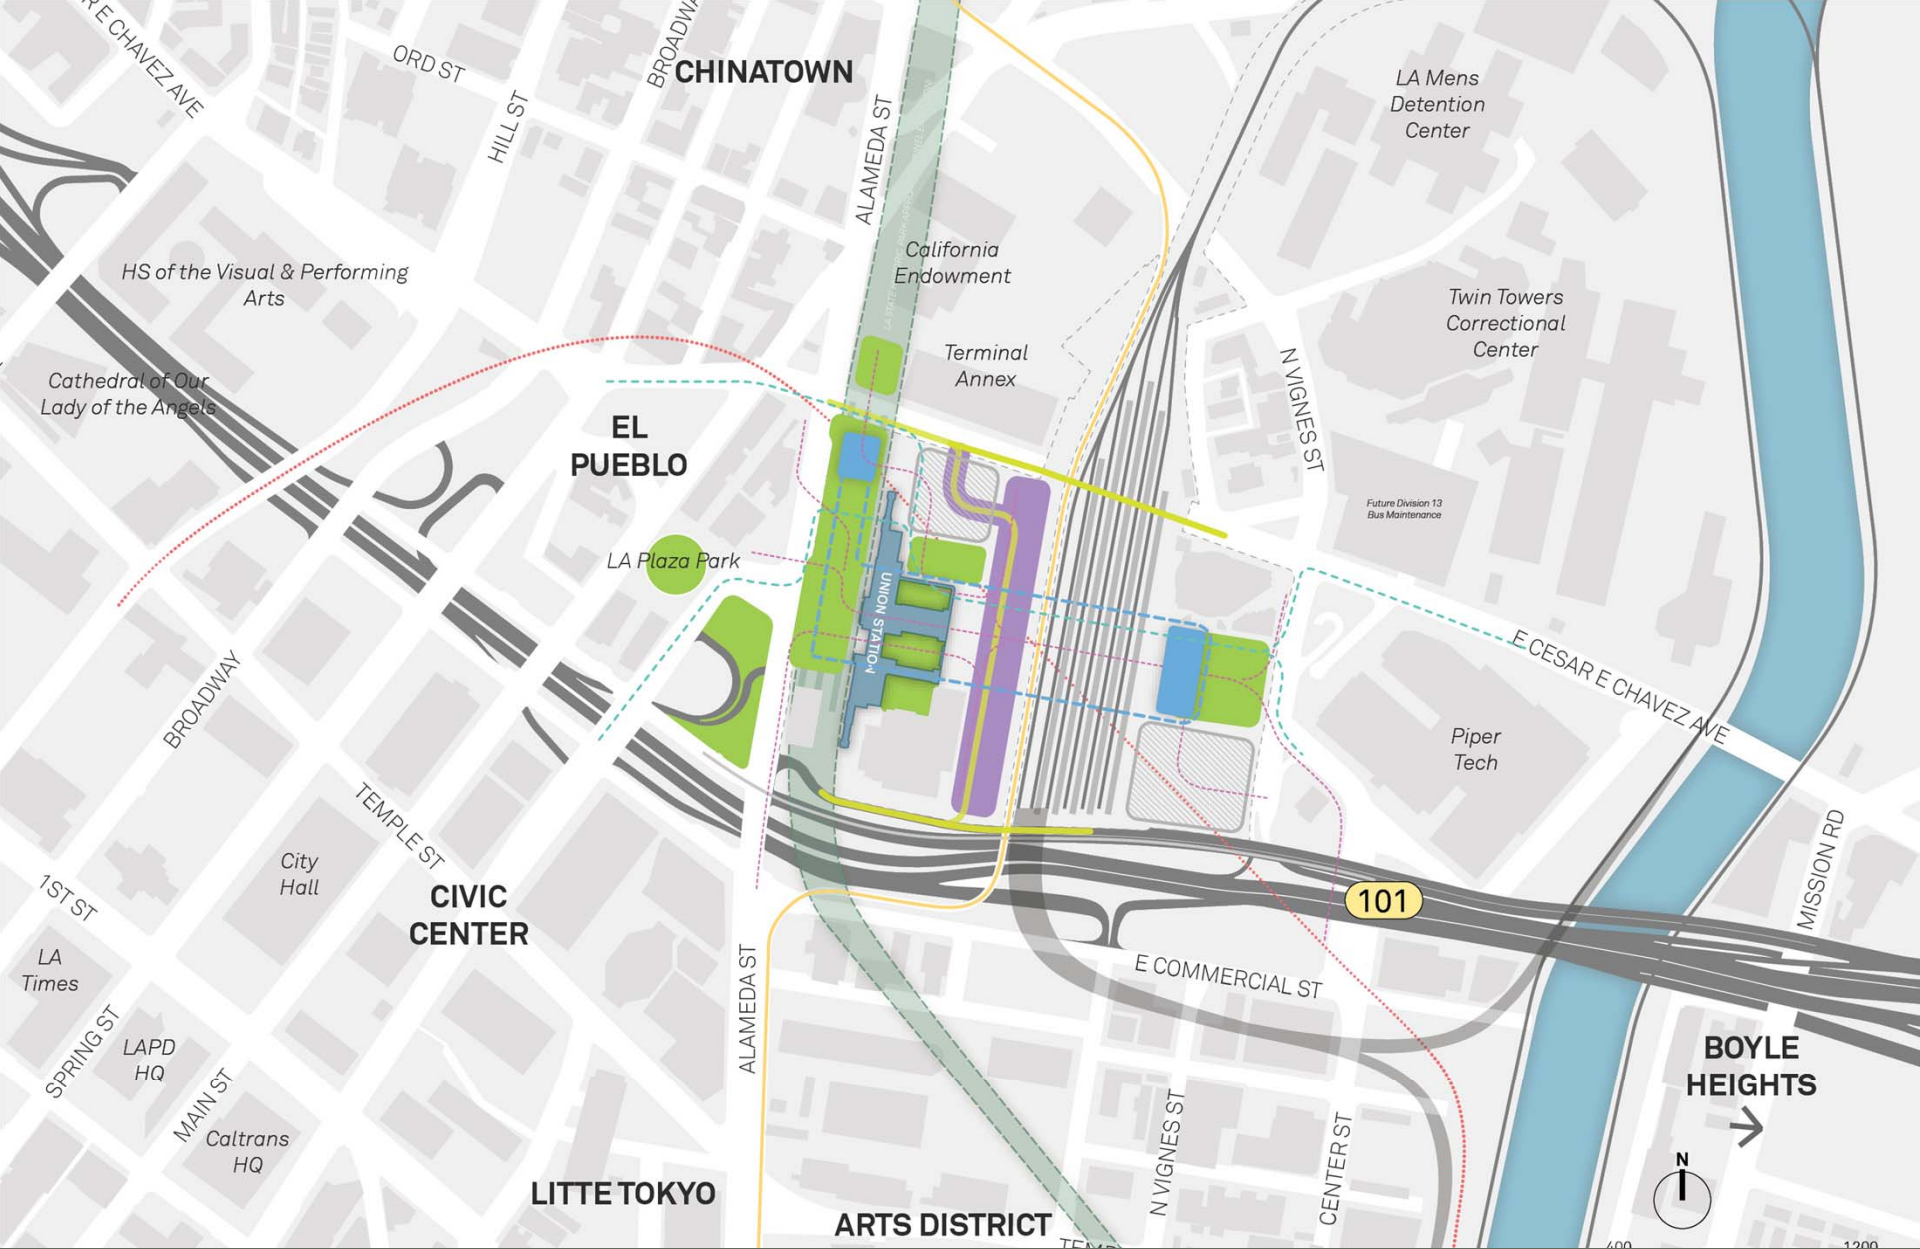 R E CHAVEZ AVE
ORD ST
BROADWA
CHINATOWN
HILL ST
ALAMEDA ST
LA Mens
Detention
Center
HS of the Visual & Performing
Arts
California
Endowment
Terminal
Annex
Twin Towers
Correctional
Center
N VIGNES ST
Cathedral of Our
Lady of the Angels
EL
PUEBLO
Future Division 13
Bus Maintenance
LA Plaza Park
UNION STATION
E CESAR E CHAVEZ AVE
BROADWAY
TEMPLE ST
Piper
Tech
City
Hall
1ST ST
CIVIC
CENTER
101
MISSION RD
LA
Times
ALAMEDA ST
E COMMERCIAL ST
SPRING ST
LAPD
HQ
MAIN ST
Caltrans
HQ
BOYLE
HEIGHTS
N VIGNES ST
CENTER ST
N
LITTE TOKYO
ARTS DISTRICT
TEMP
400
1200